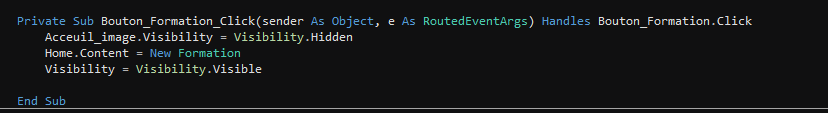 Private Sub Bouton_Formation_Click(sender As Object, e As RoutedEventArgs) Handles Bouton_Formation.Click
Acceuil_image.Visibility = Visibility.Hidden
Home.Content = New Formation
Visibility = Visibility.Visible
End Sub